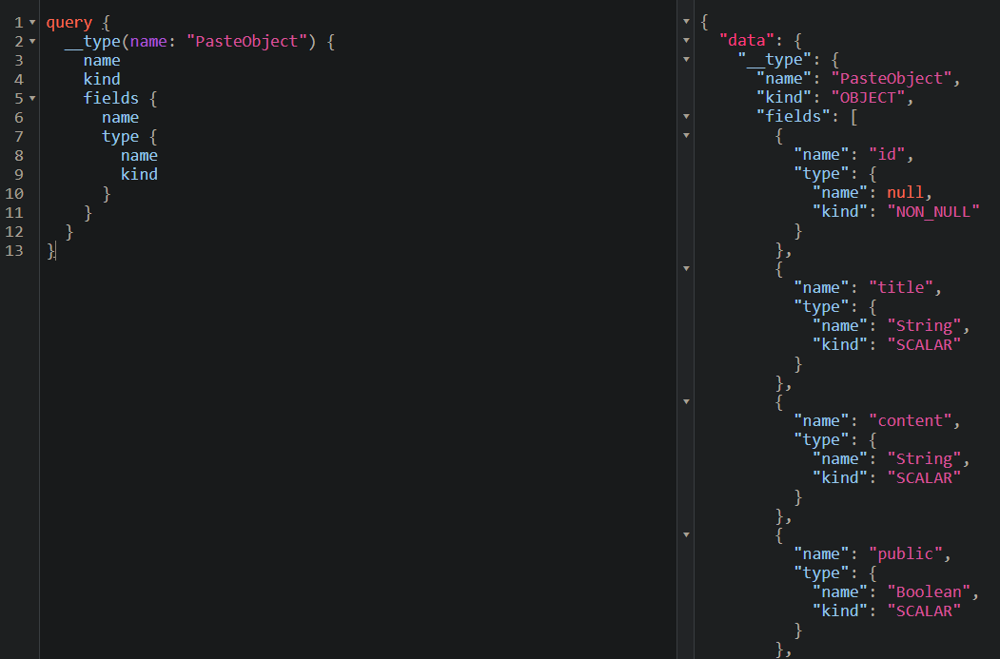 1 query {
2 __type(name: "PasteObject") {
3 name
4 kind
5 fields {
6 name
7 type {
8 name
9 kind
10 }
11 }
12 }
13 }
{
"data": {
"__type": {
"name": "PasteObject",
"kind": "OBJECT",
"fields": [
{
"name": "id",
"type": {
"name": null,
"kind": "NON_NULL"
}
},
{
"name": "title",
"type": {
"name": "String",
"kind": "SCALAR"
}
},
{
"name": "content",
"type": {
"name": "String",
"kind": "SCALAR"
}
},
{
"name": "public",
"type": {
"name": "Boolean",
"kind": "SCALAR"
}
},